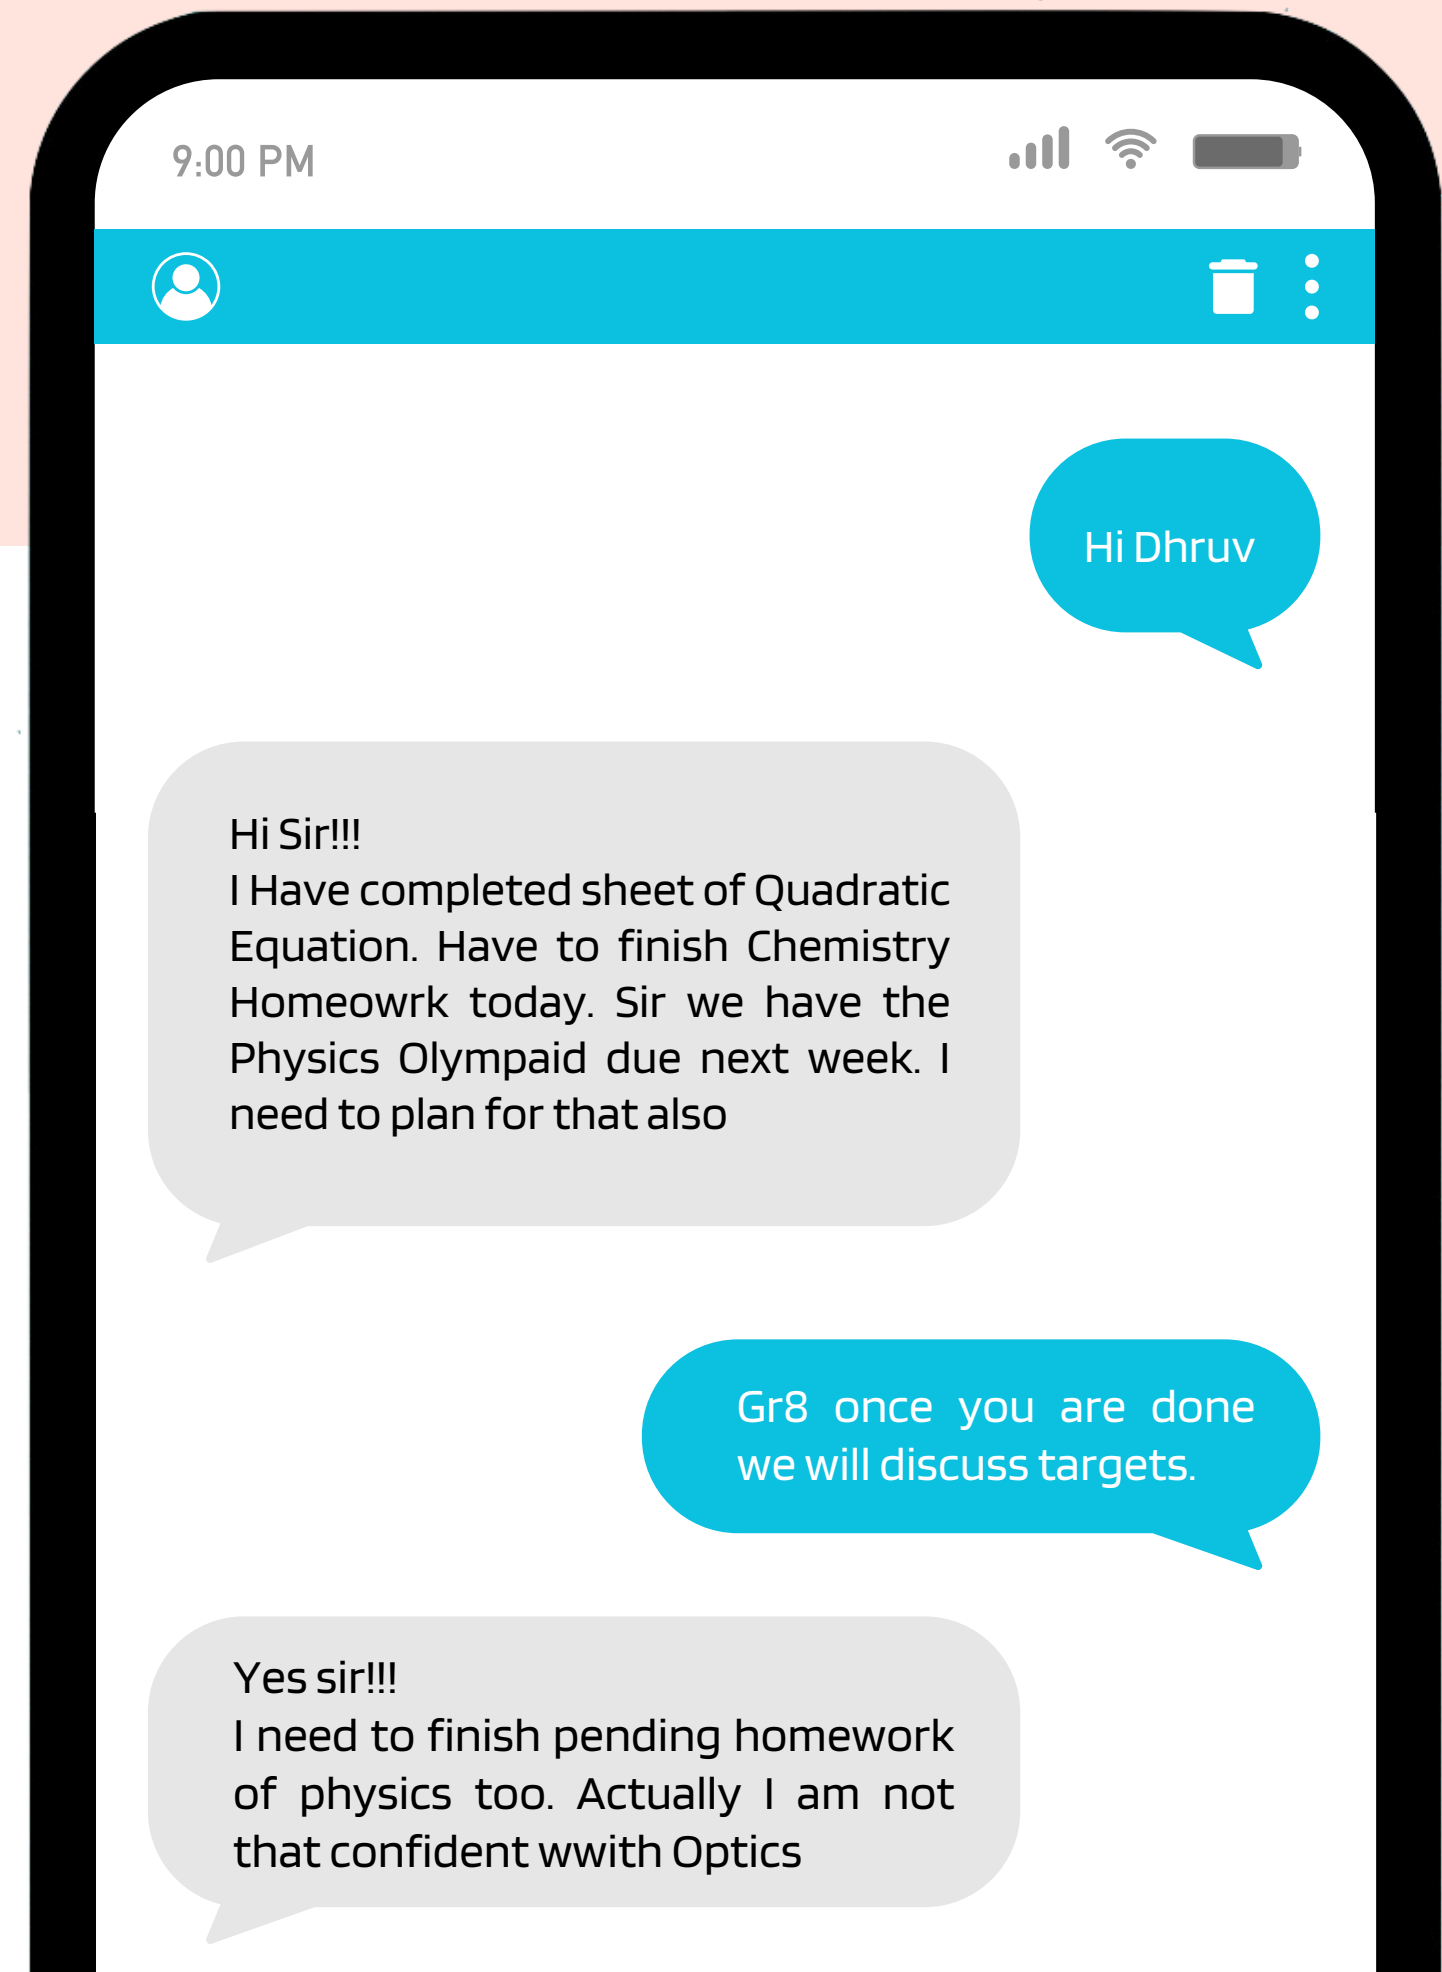 9:00 PM
Hi Dhruv
Hi Sir!!!
I Have completed sheet of Quadratic
Equation. Have to finish Chemistry
Homeowrk today. Sir we have the
Physics Olympaid due next week. I
need to plan for that also
Gr8 once you are done
we will discuss targets.
Yes sir!!!
I need to finish pending homework
of physics too. Actually I am not
that confident wwith Optics